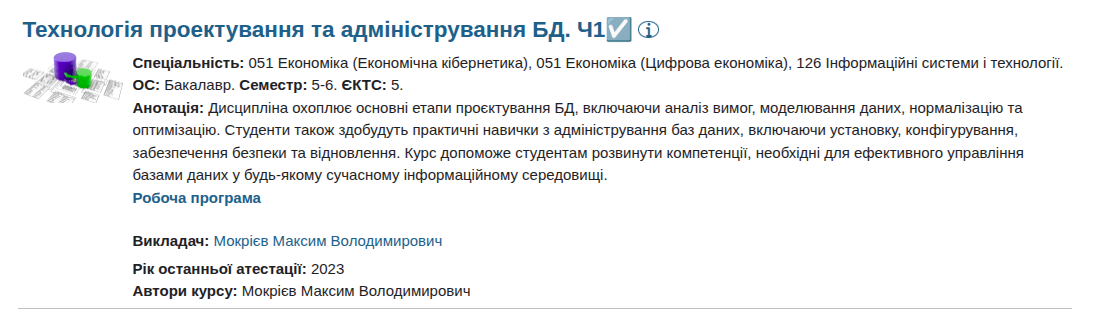 Технологія проектування та адміністрування БД. Ч1☑ ⓘ
Спеціальність: 051 Економіка (Економічна кібернетика), 051 Економіка (Цифрова економіка), 126 Інформаційні системи і технології.
ОС: Бакалавр. Семестр: 5-6. ЄКТС: 5.
Анотація: Дисципліна охоплює основні етапи проєктування БД, включаючи аналіз вимог, моделювання даних, нормалізацію та
оптимізацію. Студенти також здобудуть практичні навички з адміністрування баз даних, включаючи установку, конфігурування,
забезпечення безпеки та відновлення. Курс допоможе студентам розвинути компетенції, необхідні для ефективного управління
базами даних у будь-якому сучасному інформаційному середовищі.
Робоча програма
Викладач: Мокрієв Максим Володимирович
Рік останньої атестації: 2023
Автори курсу: Мокрієв Максим Володимирович